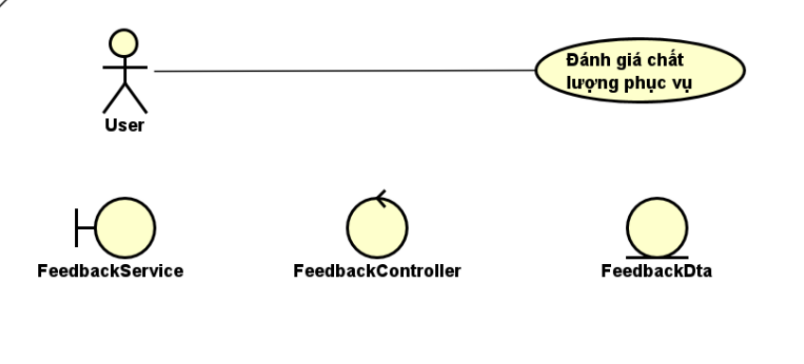 Đánh giá chất
lượng phục vụ
User
FeedbackService
FeedbackController
FeedbackDta